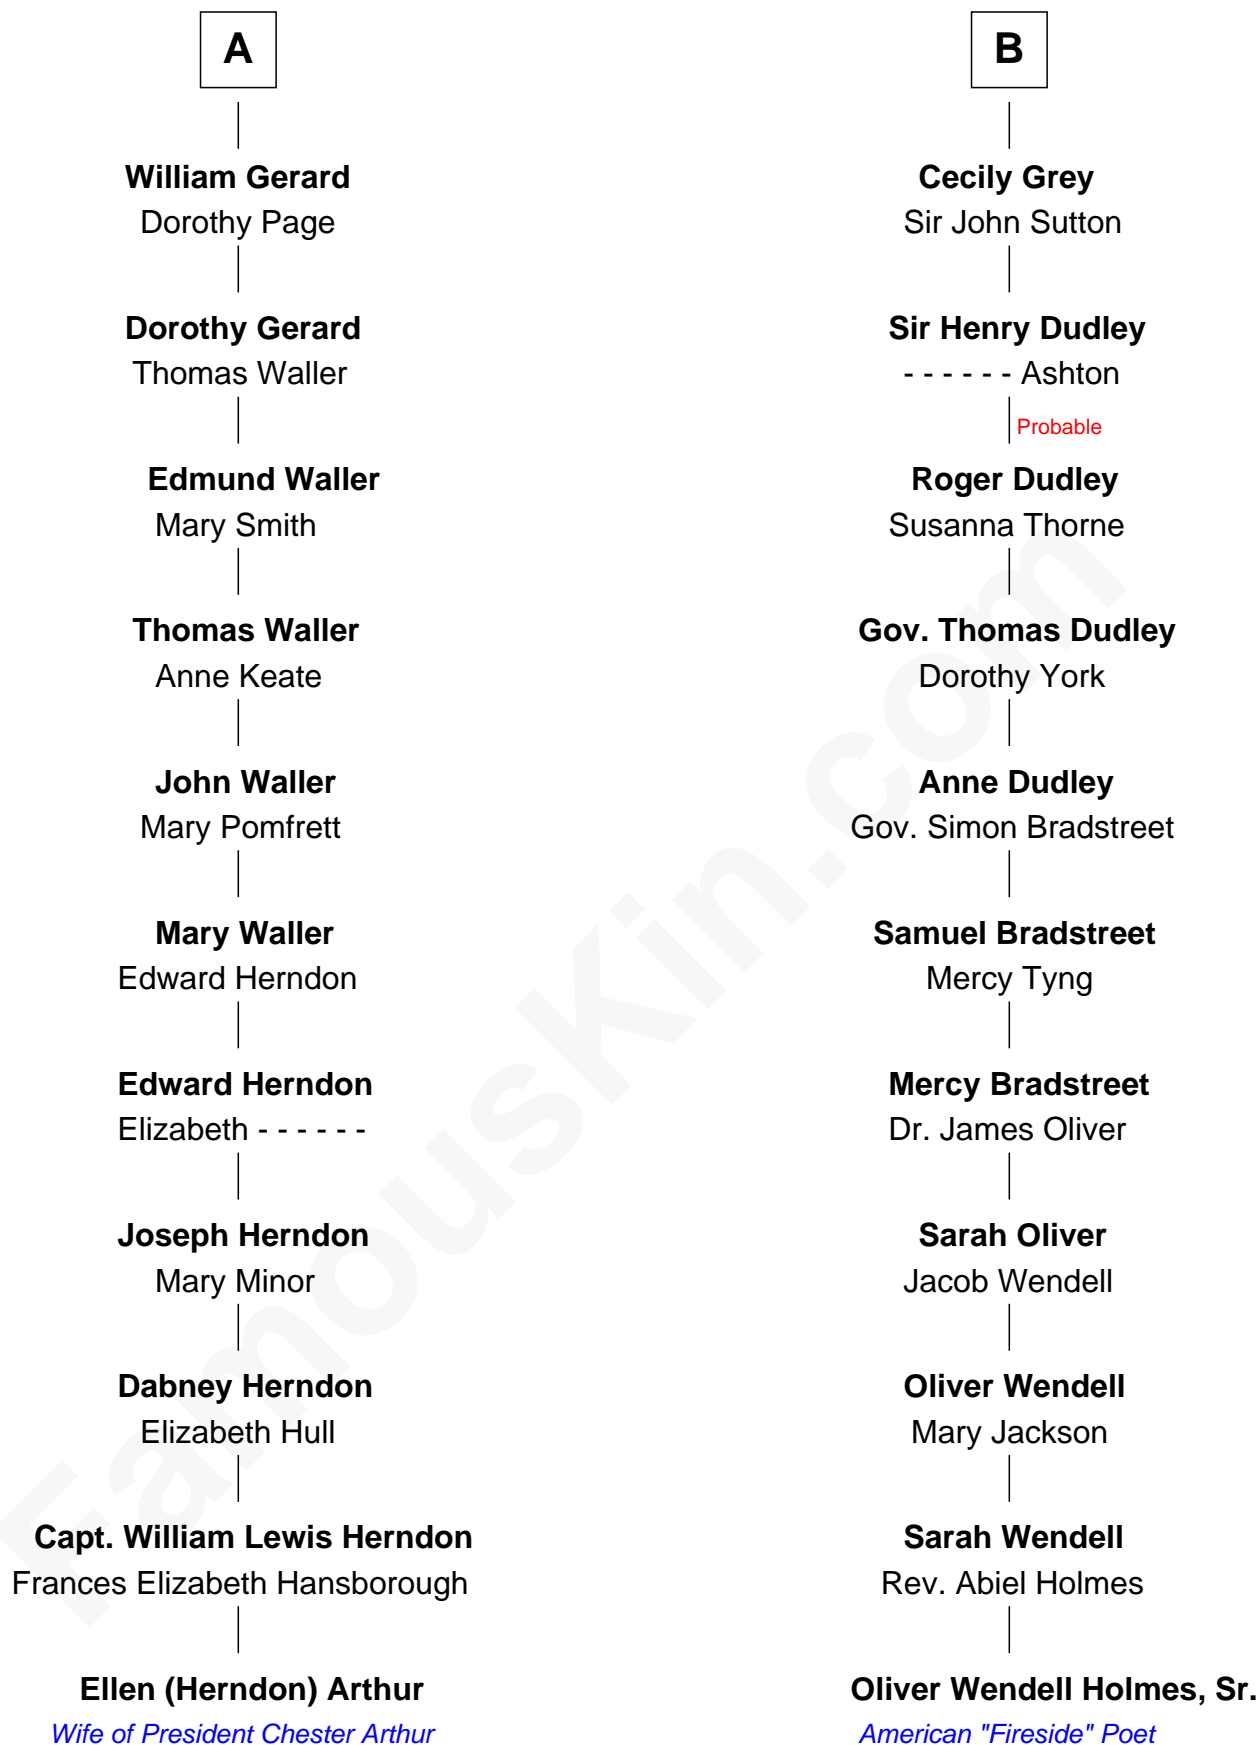 A
William Gerard
Dorothy Page
Dorothy Gerard
Thomas Waller
Edmund Waller
Mary Smith
Thomas Waller
Anne Keate
John Waller
Mary Pomfrett
Mary Waller
Edward Herndon
Edward Herndon
Elizabeth - - - - - -
Joseph Herndon
Mary Minor
Dabney Herndon
Elizabeth Hull
Capt. William Lewis Herndon
Frances Elizabeth Hansborough
Ellen (Herndon) Arthur
Wife of President Chester Arthur
B
Cecily Grey
Sir John Sutton
Sir Henry Dudley
- - - - - - Ashton
Probable
Roger Dudley
Susanna Thorne
Gov. Thomas Dudley
Dorothy York
Anne Dudley
Gov. Simon Bradstreet
Samuel Bradstreet
Mercy Tyng
Mercy Bradstreet
Dr. James Oliver
Sarah Oliver
Jacob Wendell
Oliver Wendell
Mary Jackson
Sarah Wendell
Rev. Abiel Holmes
Oliver Wendell Holmes, Sr.
American "Fireside" Poet
FamousKin.com